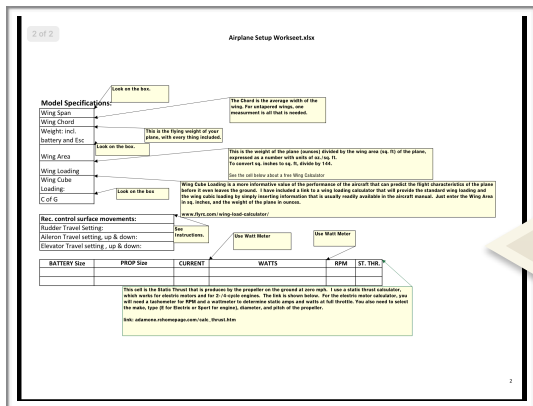 2 of 2
Airplane Setup Workseet.xlsx
Look on the box.
Model Specifications:
Wing Span
Wing Chord
Weight: incl.
battery and Esc
Wing Area
Wing Loading
Wing Cube
Loading:
C of G
The Chord is the average width of the
wing. For untapered wings, one
measurement is all that is needed.
This is the flying weight of your
plane, with every thing included.
Look on the box.
This is the weight of the plane (ounces) divided by the wing area (sq. ft) of the plane,
expressed as a number with units of oz./sq. ft.
To convert sq. inches to sq. ft, divide by 144.
See the cell below about a free Wing Calculator
Look on the box
Wing Cube Loading is a more informative value of the performance of the aircraft that can predict the flight characteristics of the plane
before it even leaves the ground. I have included a link to a wing loading calculator that will provide the standard wing loading and
the wing cubic loading by simply inserting information that is usually readily available in the aircraft manual. Just enter the Wing Area
in sq. inches, and the weight of the plane in ounces.
www.flyrc.com/wing-load-calculator/
Rec. control surface movements:
Rudder Travel Setting:
Aileron Travel setting, up & down:
Elevator Travel setting , up & down:
See
Instructions.
Use Watt Meter
Use Watt Meter
BATTERY Size PROP Size CURRENT WATTS RPM ST. THR.
This cell is the Static Thrust that is produces by the propeller on the ground at zero mph. I use a static thrust calculator,
which works for electric motors and for 2-/4-cycle engines. The link is shown below. For the electric motor calculator, you
will need a tachometer for RPM and a wattmeter to determine static amps and watts at full throttle. You also need to select
the make, type (E for Electric or Sport for engine), diameter, and pitch of the propeller.
link: adamone.rchomepage.com/calc_thrust.htm
2